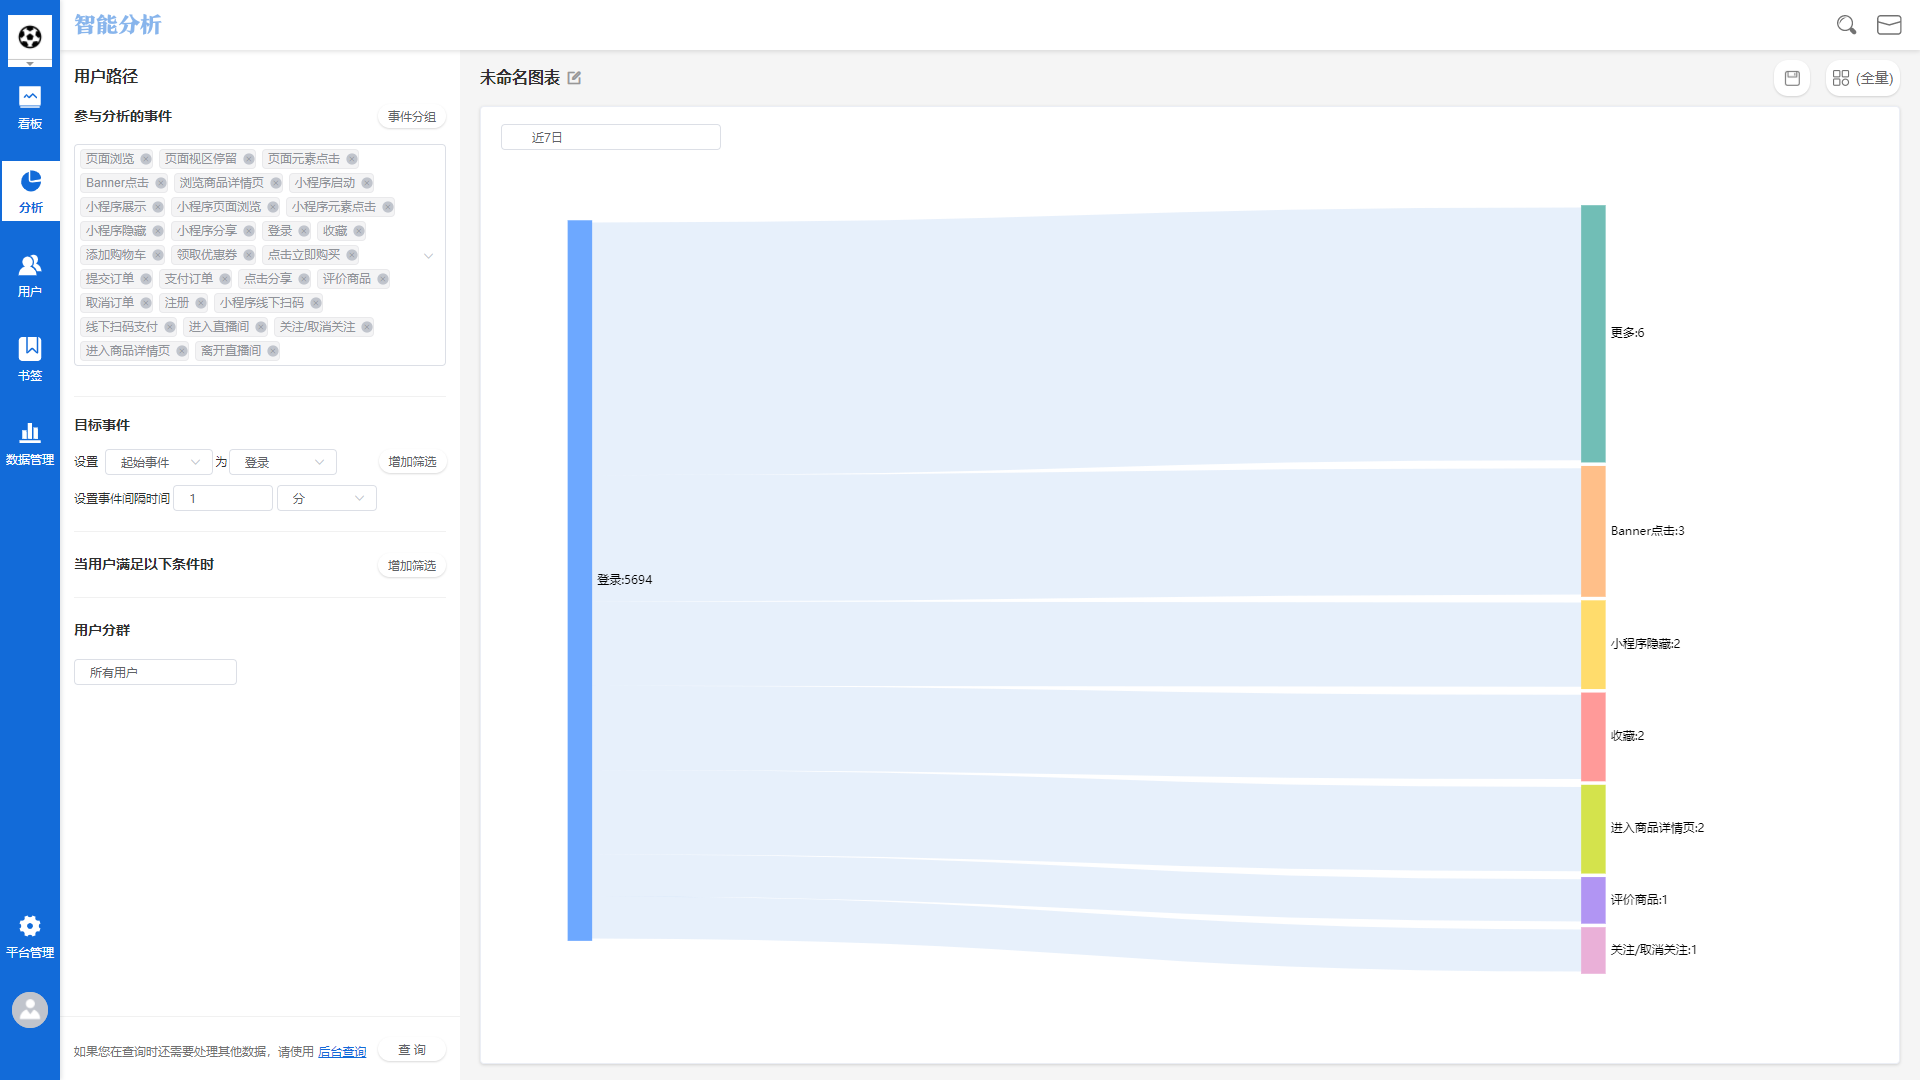 智能分析
看板
分析
用户
书签
数据管理
平台管理
用户路径
参与分析的事件
事件分组
页面浏览 页面视区停留 页面元素点击
Banner点击 浏览商品详情页 小程序启动
小程序展示 小程序页面浏览 小程序元素点击
小程序隐藏 小程序分享 登录 收藏
添加购物车 领取优惠券 点击立即购买
提交订单 支付订单 点击分享 评价商品
取消订单 注册 小程序线下扫码
线下扫码支付 进入直播间 关注/取消关注
进入商品详情页 离开直播间
目标事件
设置 起始事件 为 登录 增加筛选
设置事件间隔时间 1 分
当用户满足以下条件时 增加筛选
用户分群
所有用户
如果您在查询时还需要处理其他数据，请使用 后台查询
查 询
未命名图表
(全量)
近7日
登录:5694
更多:6
Banner点击:3
小程序隐藏:2
收藏:2
进入商品详情页:2
评价商品:1
关注/取消关注:1